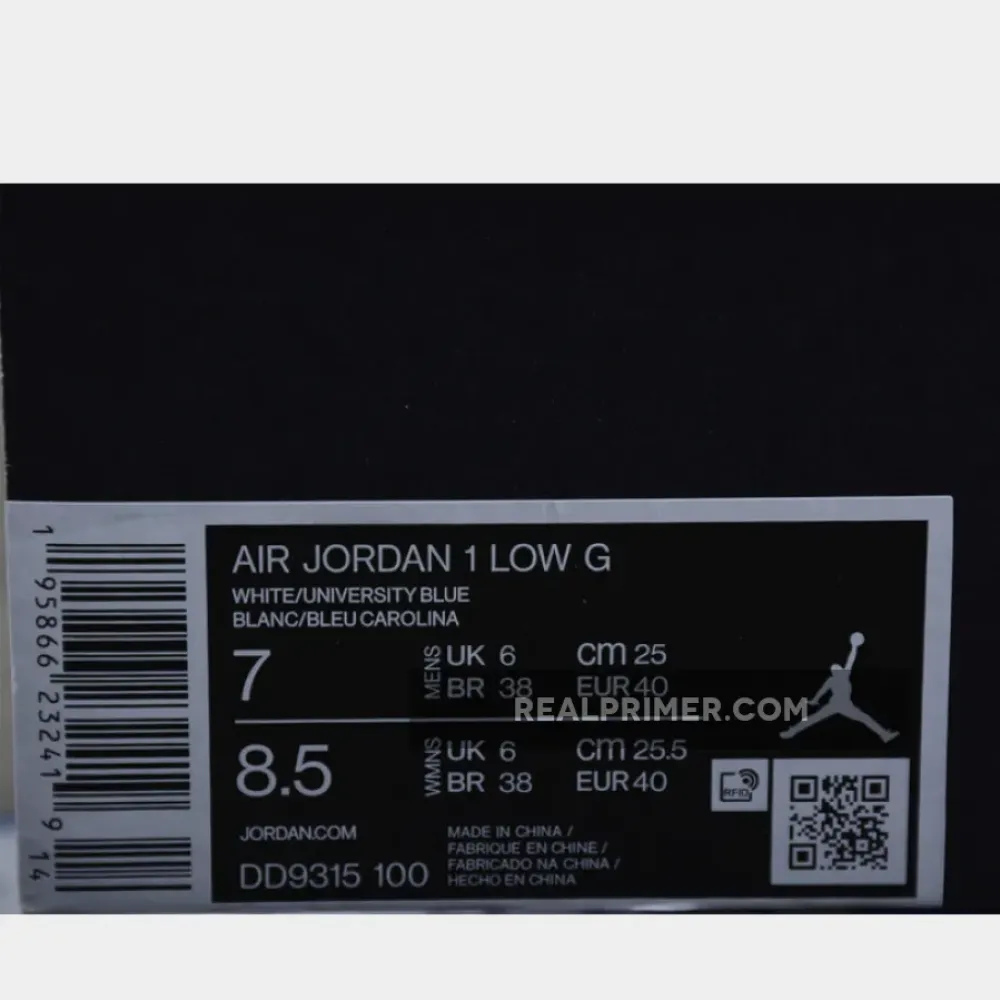 AIR JORDAN 1 LOW G
WHITE/UNIVERSITY BLUE
BLANC/BLEU CAROLINA
7
MENS
UK 6 cm 25
BR 38 EUR 40
REALPRIMER.COM
8.5
WMNS
UK 6 cm 25.5
BR 38 EUR 40
RFID
JORDAN.COM
DD9315 100
MADE IN CHINA /
FABRIQUE EN CHINE /
FABRICADO NA CHINA /
HECHO EN CHINA
1 95866 23241 9 14